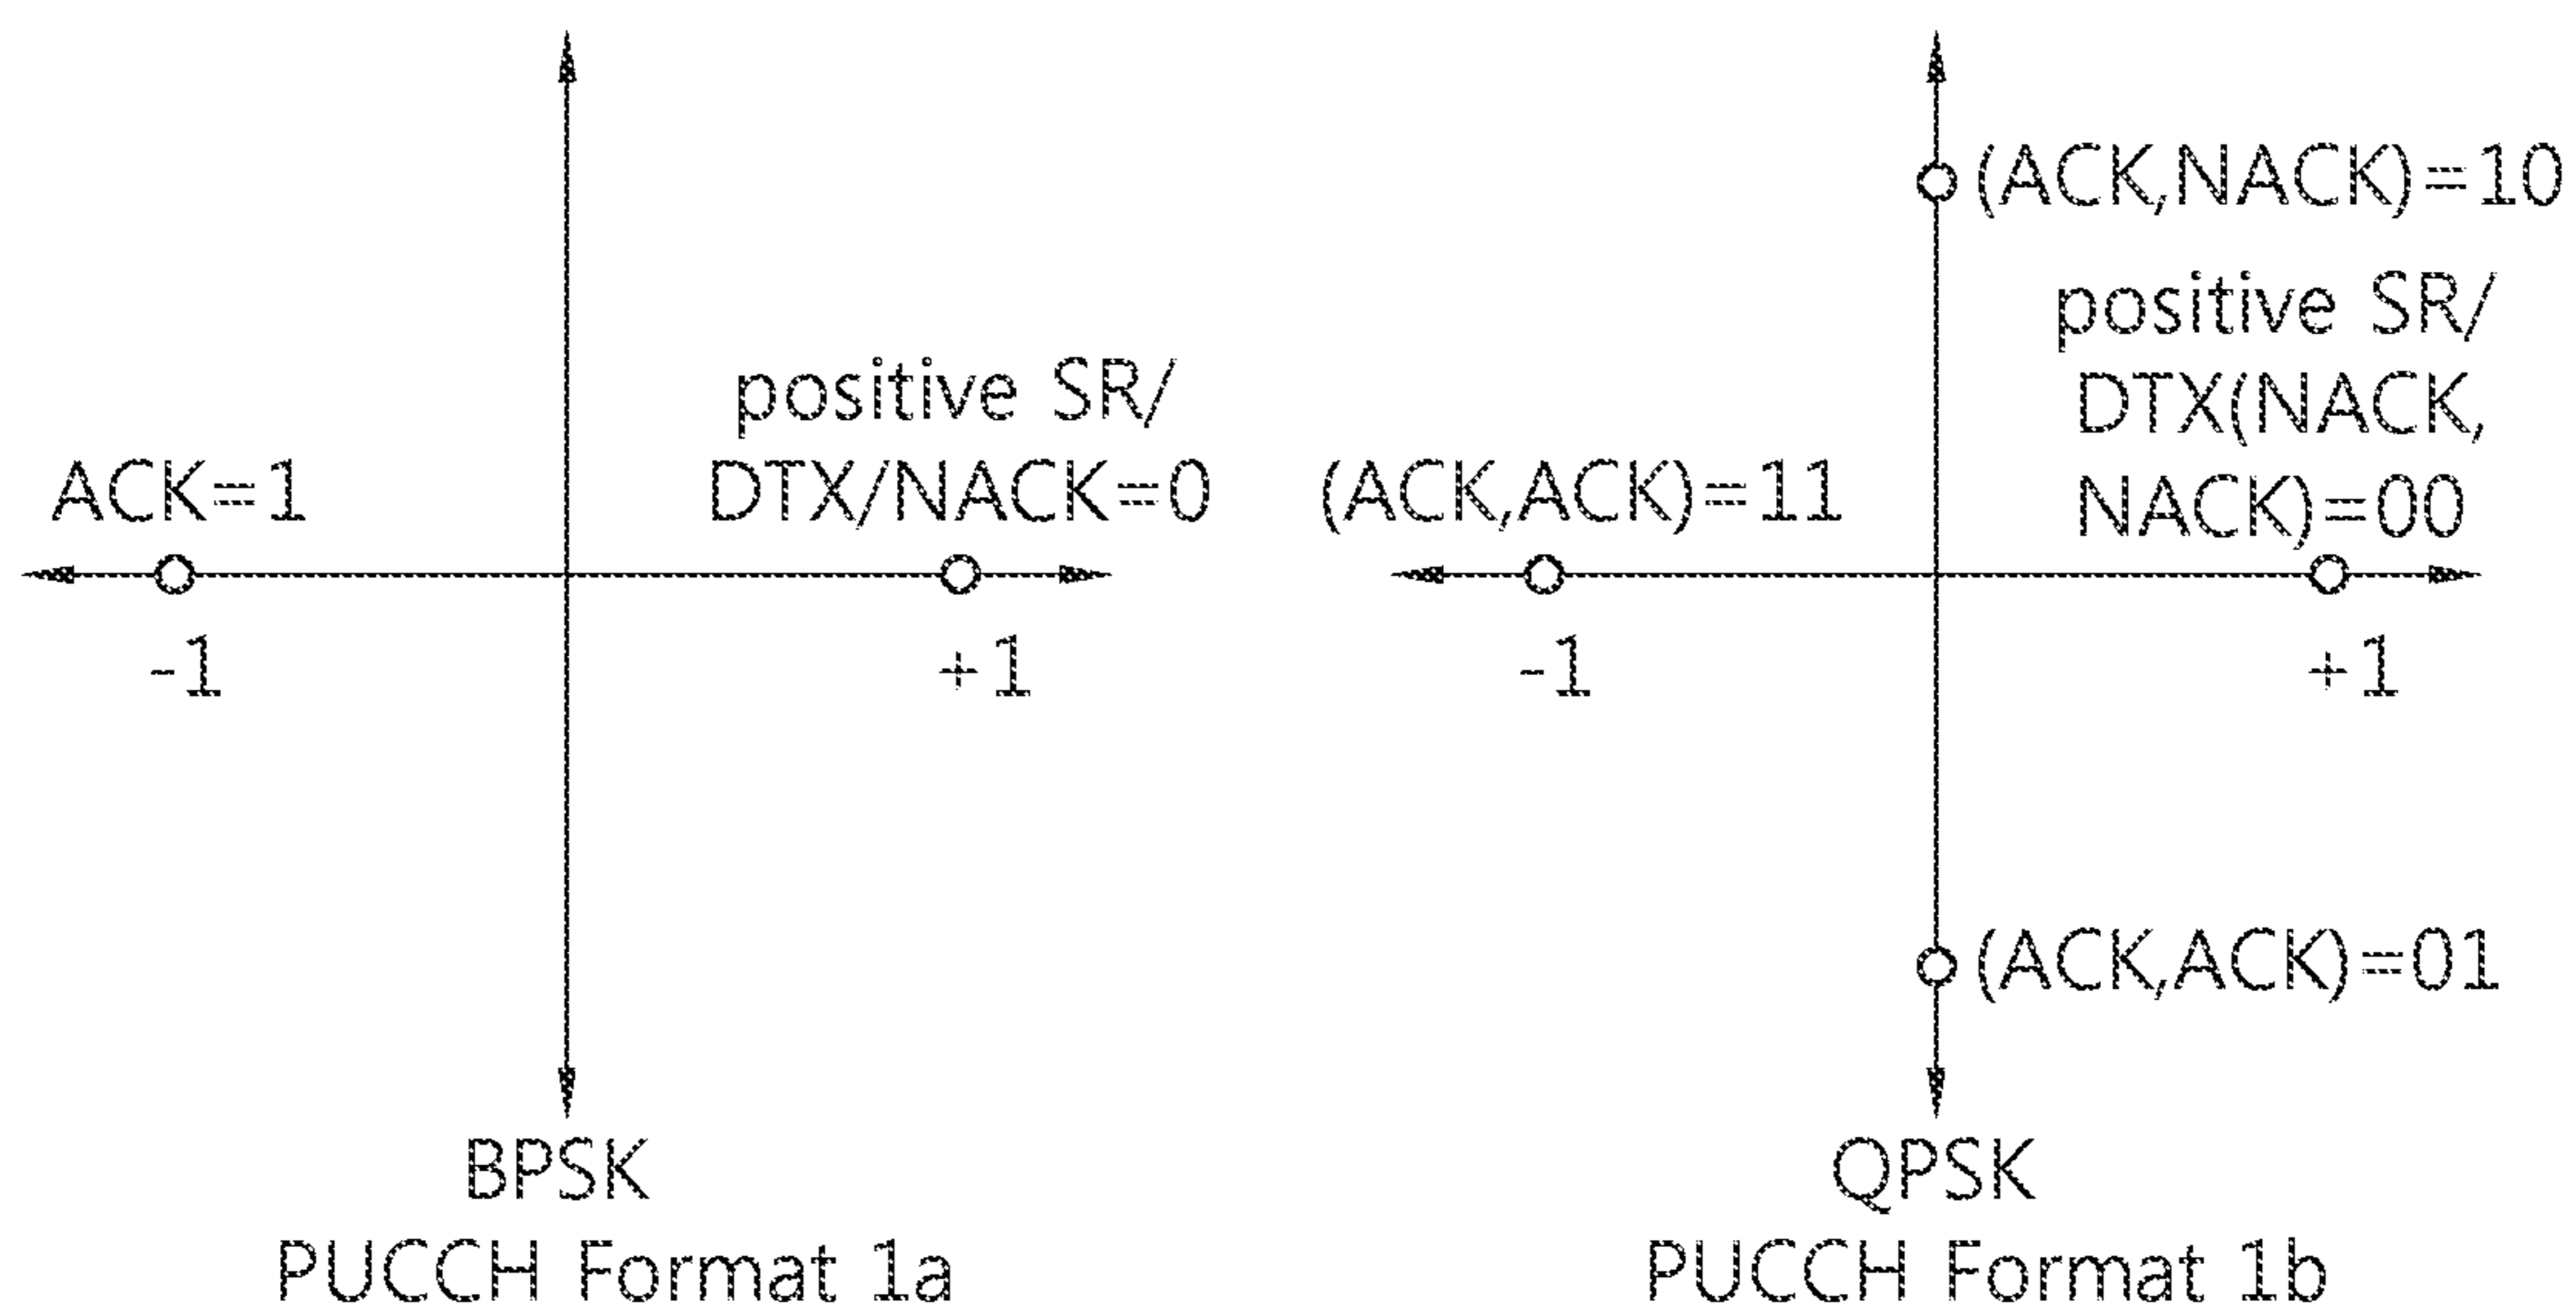 ACK=1
positive SR/
DTX/NACK=0
-1
+1
BPSK
PUCCH Format 1a
(ACK,NACK)=10
positive SR/
DTX(NACK,
NACK)=00
(ACK,ACK)=11
-1
+1
(ACK,ACK)=01
QPSK
PUCCH Format 1b